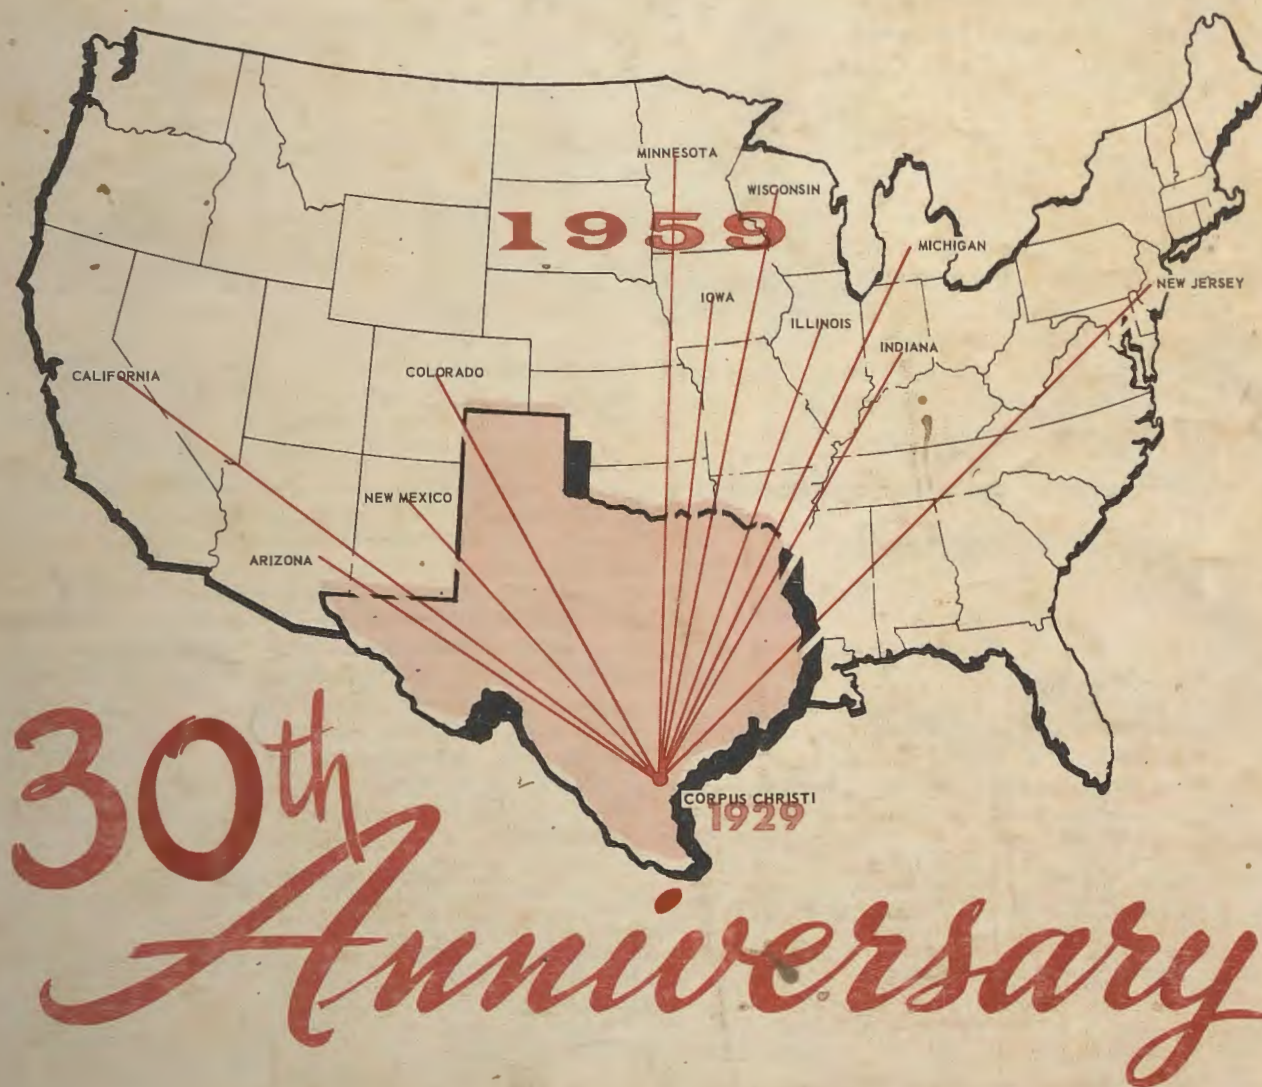 MINNESOTA
WISCONSIN
1959
MICHIGAN
NEW JERSEY
IOWA
ILLINOIS
INDIANA
CALIFORNIA
COLORADO
NEW MEXICO
ARIZONA
CORPUS CHRISTI
1929
30th
Anniversary